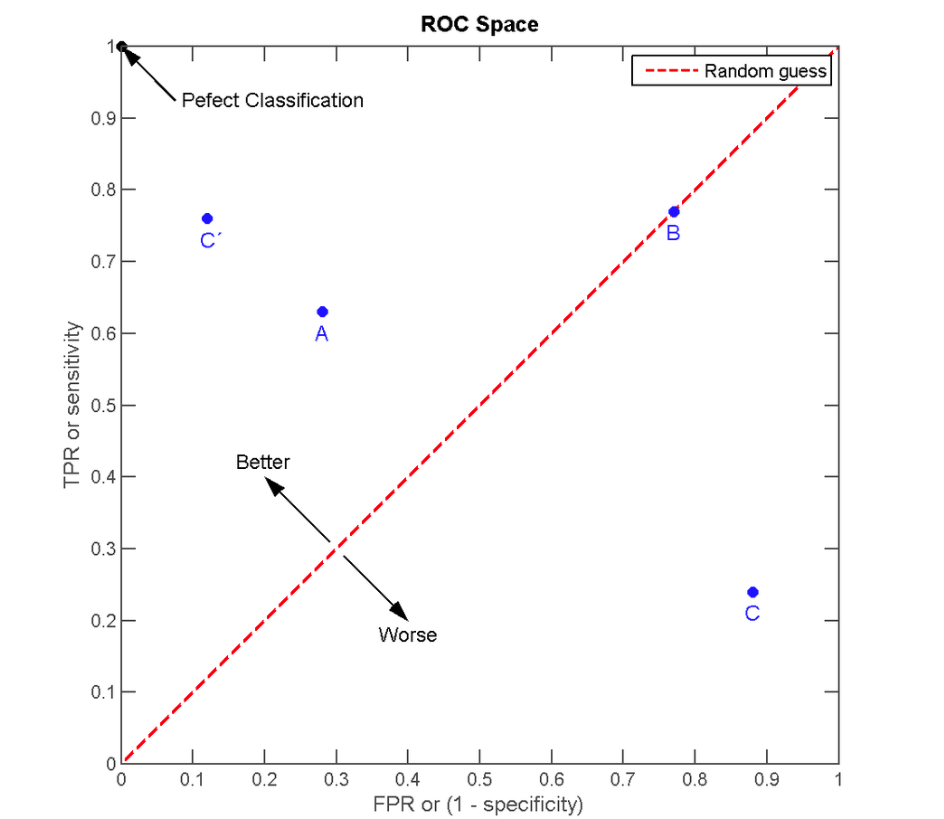 ROC Space
Random guess
Pefect Classification
C´
B
A
Better
Worse
C
TPR or sensitivity
1
0.9
0.8
0.7
0.6
0.5
0.4
0.3
0.2
0.1
0
0 0.1 0.2 0.3 0.4 0.5 0.6 0.7 0.8 0.9 1
FPR or (1 - specificity)